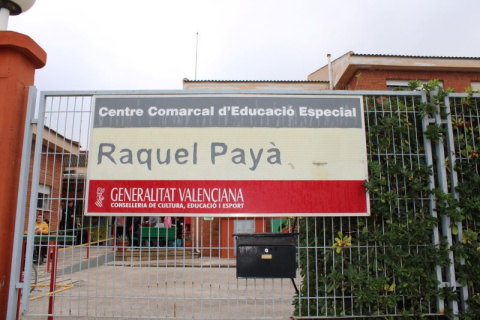 Centre Comarcal d'Educació Especial
Raquel Payà
GENERALITAT VALENCIANA
CONSELLERIA DE CULTURA, EDUCACIÓ I ESPORT